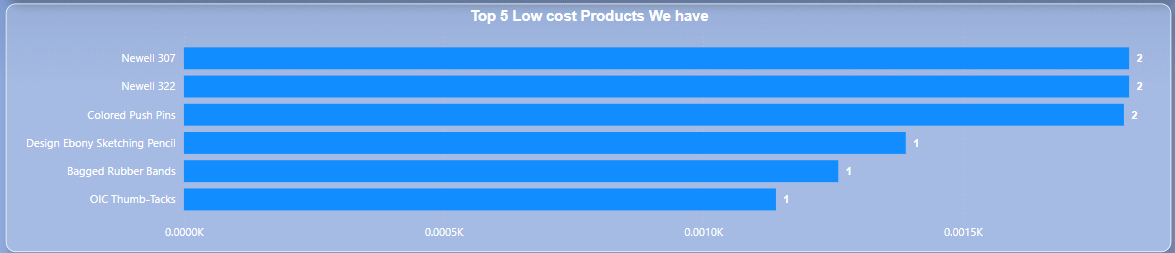 Top 5 Low cost Products We have
Newell 307 2
Newell 322 2
Colored Push Pins 2
Design Ebony Sketching Pencil 1
Bagged Rubber Bands 1
OIC Thumb-Tacks 1
0.0000K 0.0005K 0.0010K 0.0015K